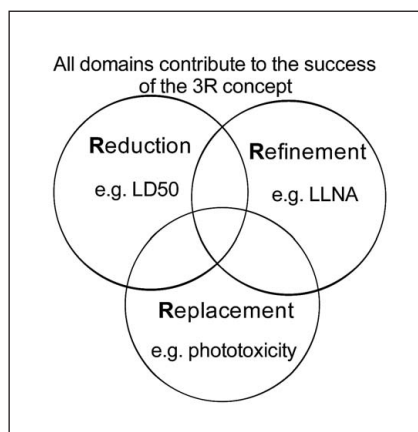 All domains contribute to the success
of the 3R concept
Reduction
Refinement
e.g. LD50
e.g. LLNA
Replacement
e.g. phototoxicity